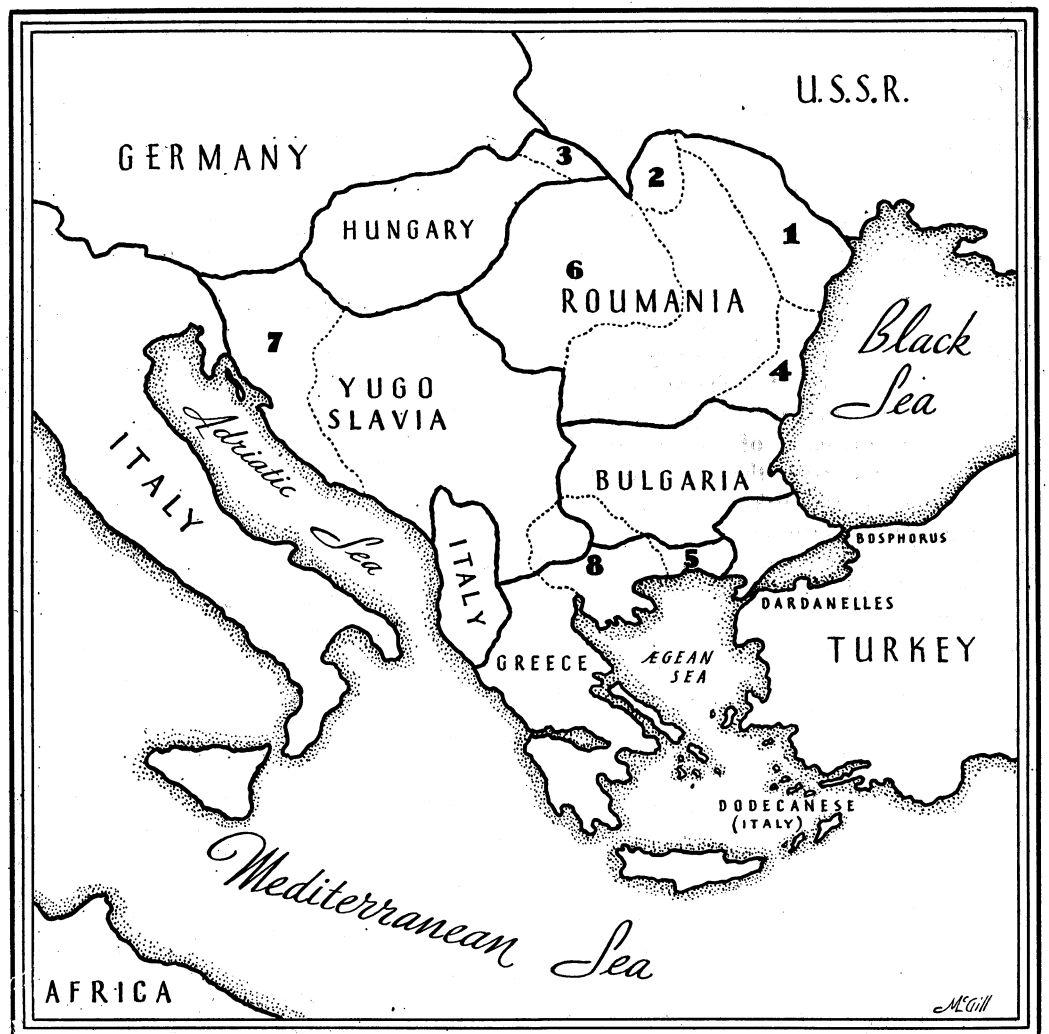 U.S.S.R.
GERMANY
3
2
HUNGARY
1
6
ROUMANIA
Black
Sea
7
4
YUGO
SLAVIA
Adriatic
Sea
ITALY
BULGARIA
BOSPHORUS
ITALY
8
5
DARDANELLES
GREECE
ÆGEAN
SEA
TURKEY
DODECANESE
(ITALY)
Mediterranean Sea
AFRICA
McGill